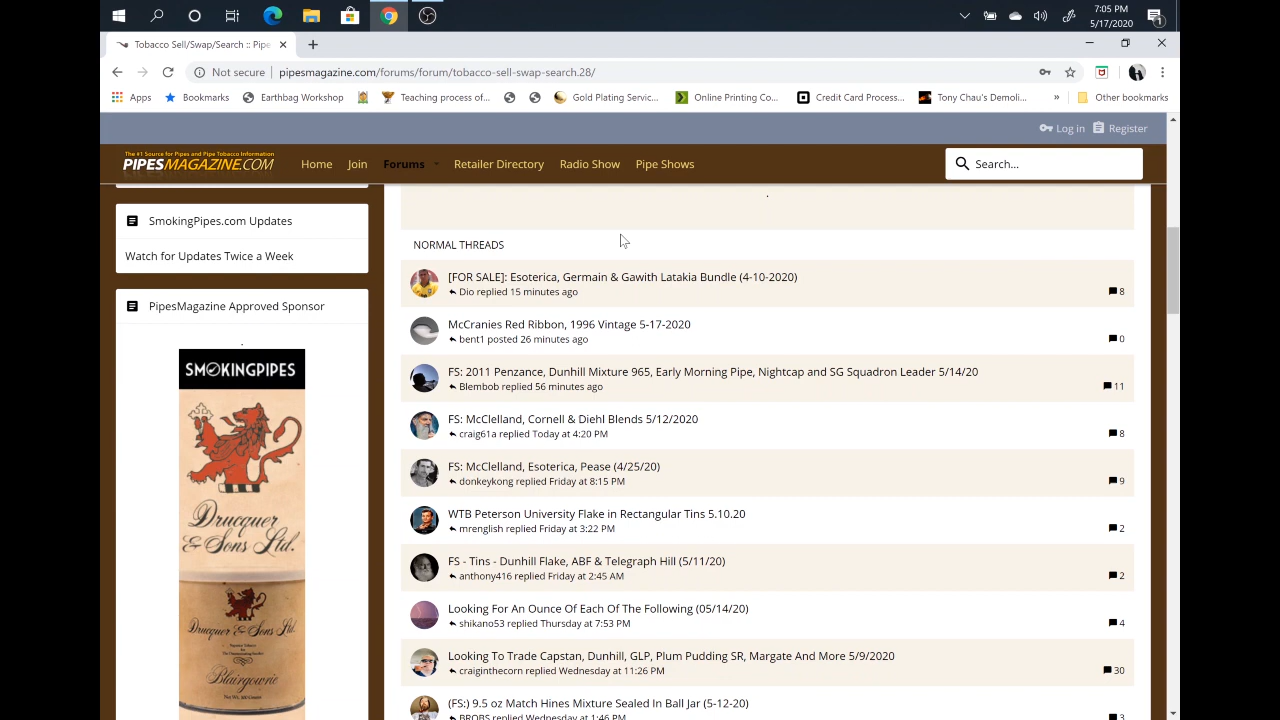 7:05 PM
5/17/2020
1
Tobacco Sell/Swap/Search :: Pipe
Not secure
pipesmagazine.com/forums/forum/tobacco-sell-swap-search.28/
Apps
Bookmarks
Earthbag Workshop
Teaching process of...
Gold Plating Servic...
Online Printing Co...
Credit Card Process...
Tony Chau's Demoli...
»
Other bookmarks
Log in
Register
The #1 Source for Pipes and Pipe Tobacco Information
PIPESMAGAZINE.COM
Home
Join
Forums
Retailer Directory
Radio Show
Pipe Shows
Search...
SmokingPipes.com Updates
Watch for Updates Twice a Week
PipesMagazine Approved Sponsor
.
SMOKINGPIPES
Drucquer
& Sons Ltd.
Drucquer & Sons Ltd.
Blairgowrie
.
NORMAL THREADS
[FOR SALE]: Esoterica, Germain & Gawith Latakia Bundle (4-10-2020)
Dio replied 15 minutes ago
8
McCranies Red Ribbon, 1996 Vintage 5-17-2020
bent1 posted 26 minutes ago
0
FS: 2011 Penzance, Dunhill Mixture 965, Early Morning Pipe, Nightcap and SG Squadron Leader 5/14/20
Blembob replied 56 minutes ago
11
FS: McClelland, Cornell & Diehl Blends 5/12/2020
craig61a replied Today at 4:20 PM
8
FS: McClelland, Esoterica, Pease (4/25/20)
donkeykong replied Friday at 8:15 PM
9
WTB Peterson University Flake in Rectangular Tins 5.10.20
mrenglish replied Friday at 3:22 PM
2
FS - Tins - Dunhill Flake, ABF & Telegraph Hill (5/11/20)
anthony416 replied Friday at 2:45 AM
2
Looking For An Ounce Of Each Of The Following (05/14/20)
shikano53 replied Thursday at 7:53 PM
4
Looking To Trade Capstan, Dunhill, GLP, Plum Pudding SR, Margate And More 5/9/2020
craiginthecorn replied Wednesday at 11:26 PM
30
(FS:) 9.5 oz Match Hines Mixture Sealed In Ball Jar (5-12-20)
replied Wednesday at 1:46 PM
3